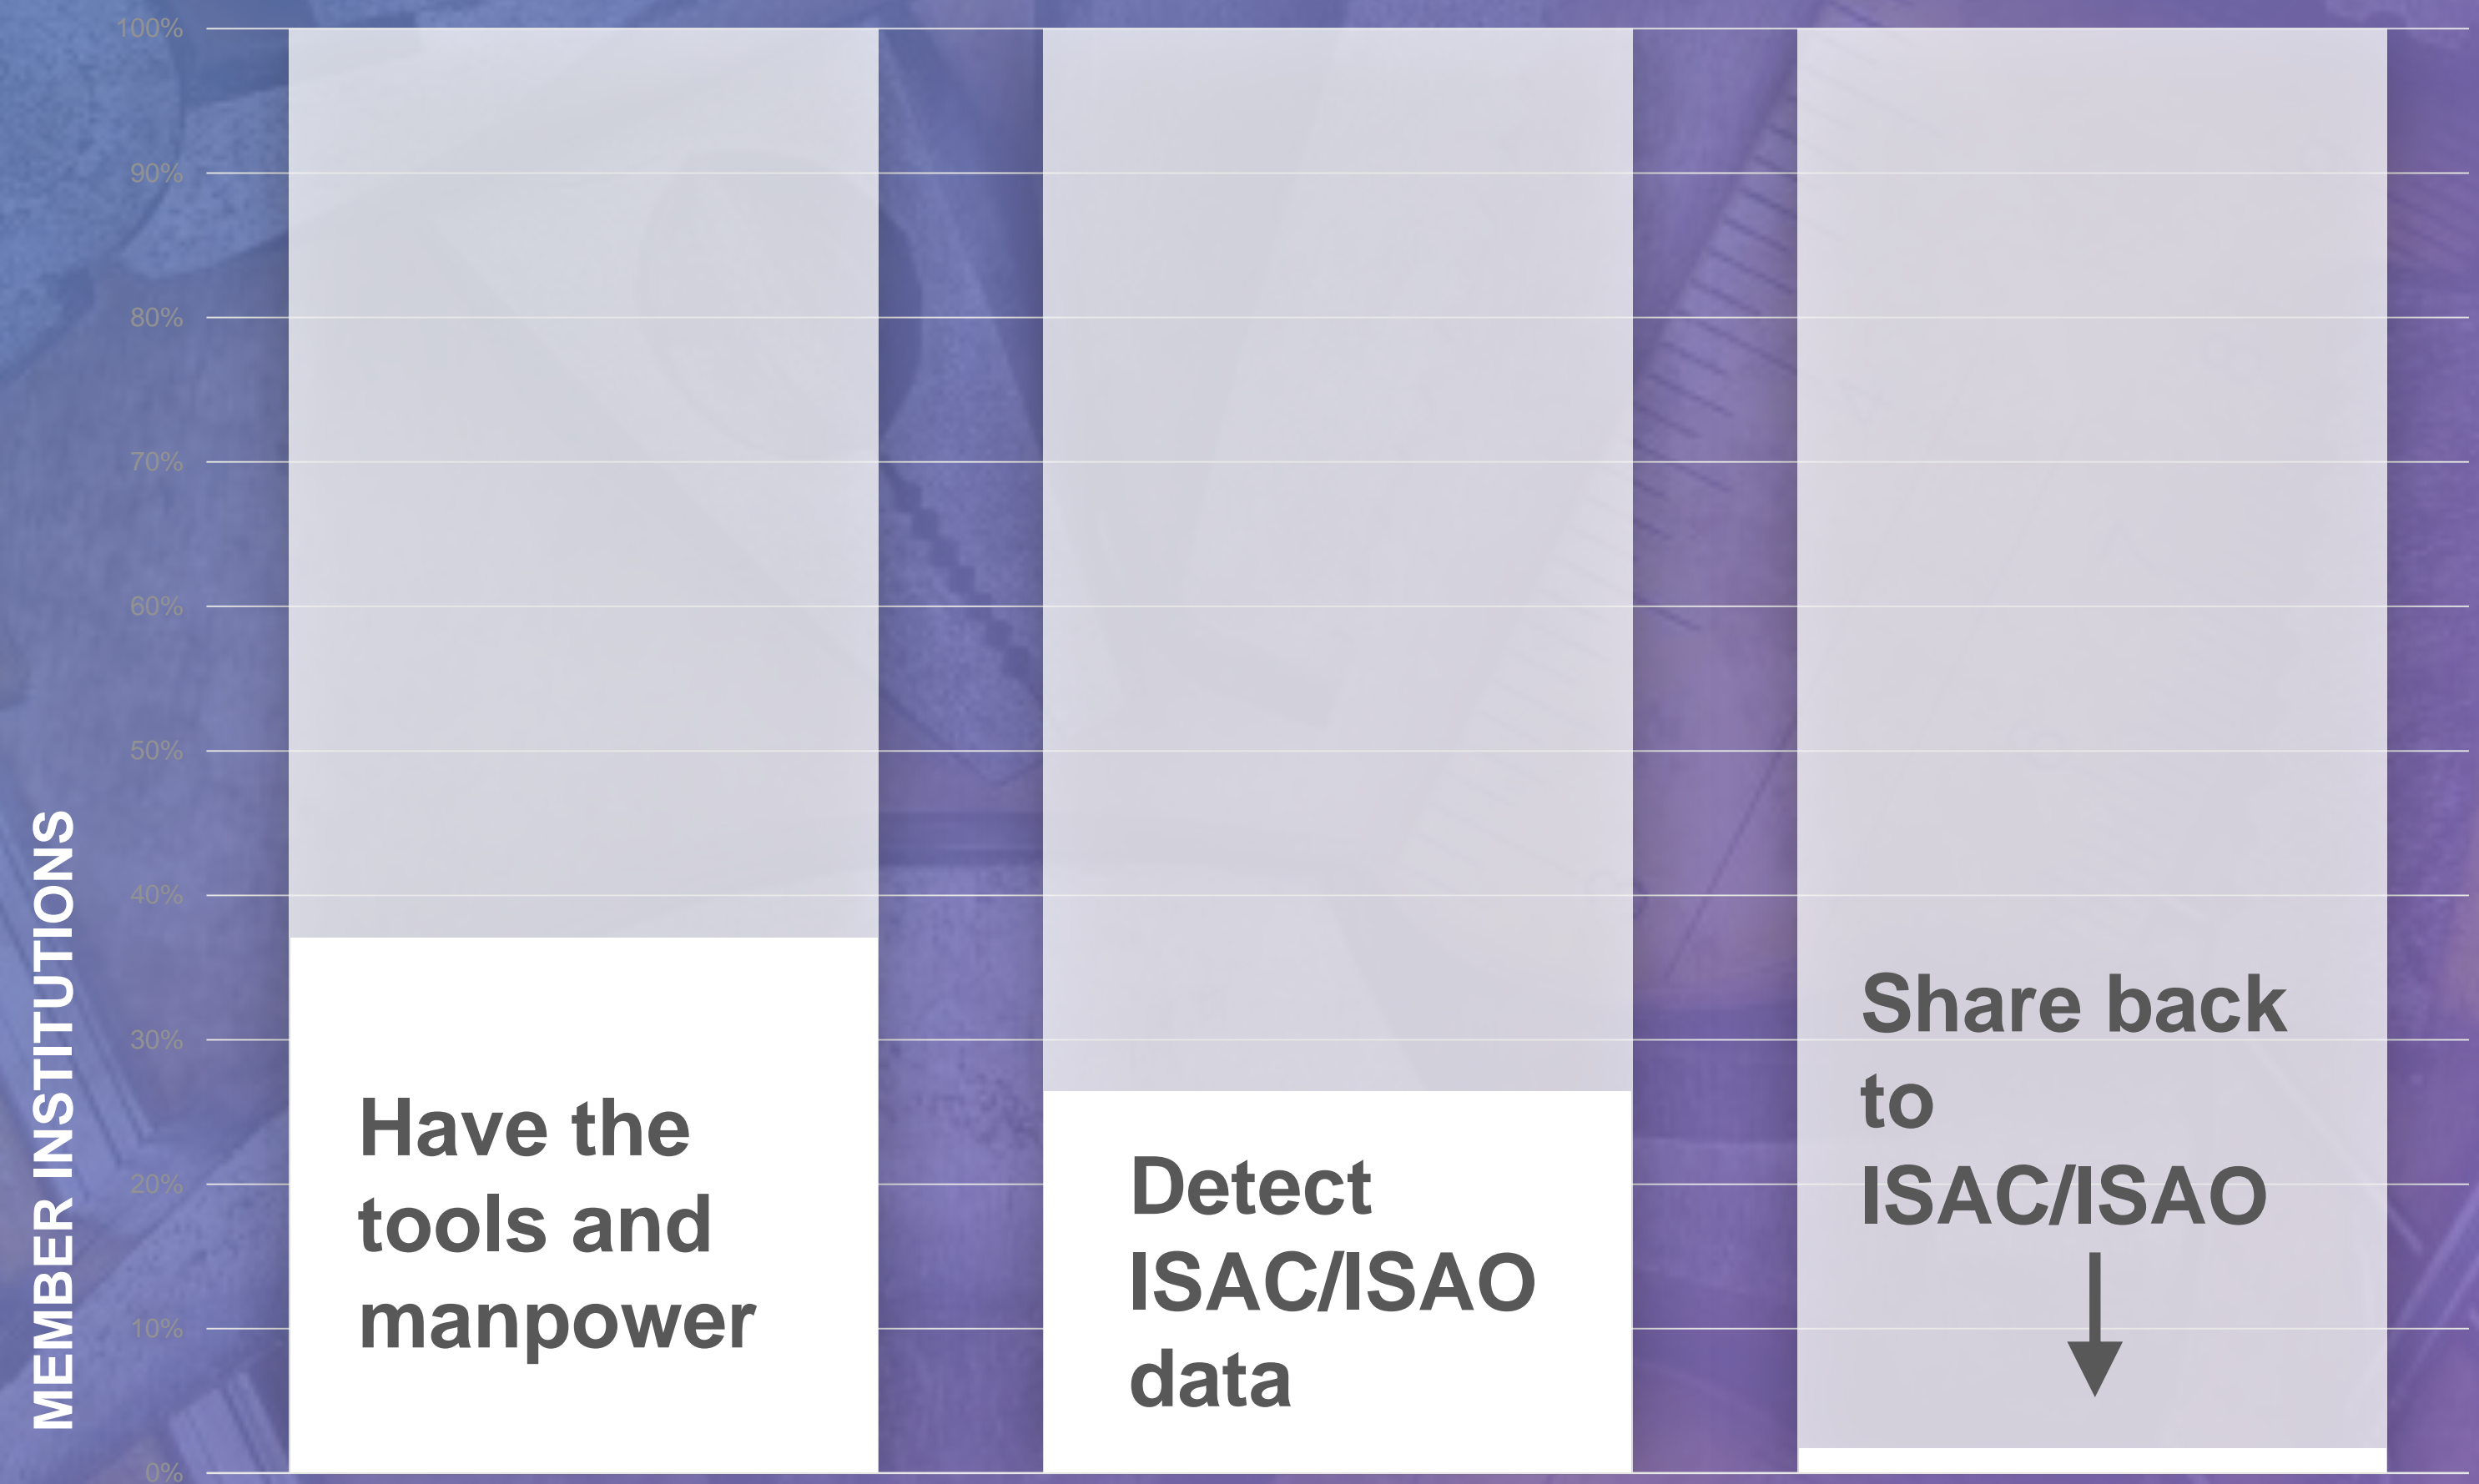 100%
90%
80%
70%
60%
50%
40%
30%
20%
10%
0%
MEMBER INSTITUTIONS
Have the
tools and
manpower
Detect
ISAC/ISAO
data
Share back
to
ISAC/ISAO